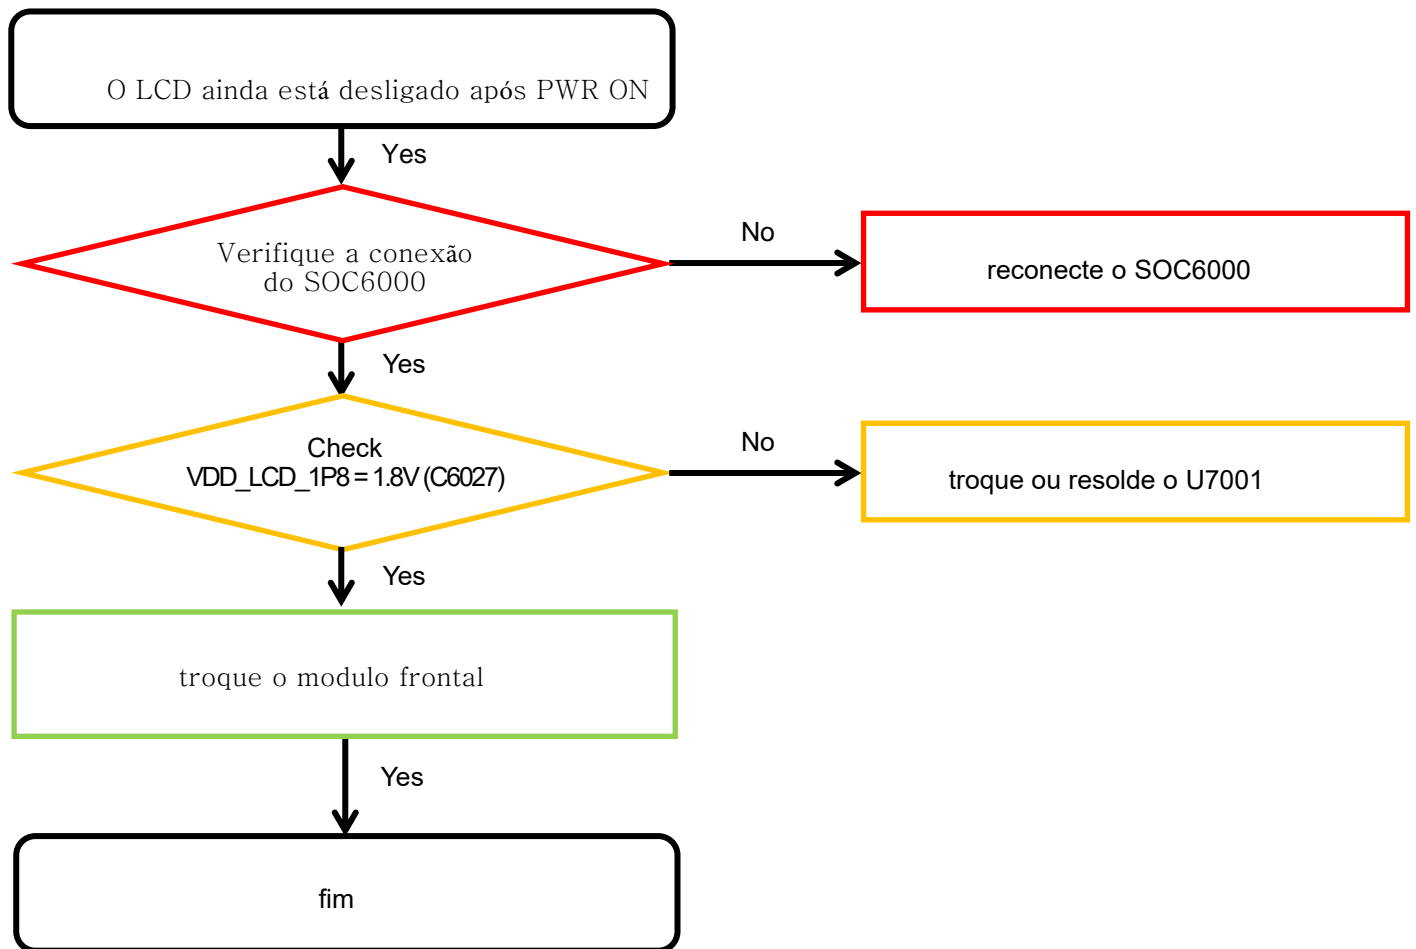 O LCD ainda está desligado após PWR ON
Yes
Verifique a conexão
do SOC6000
No
reconecte o SOC6000
Yes
Check
VDD_LCD_1P8 = 1.8V (C6027)
No
troque ou resolde o U7001
Yes
troque o modulo frontal
Yes
fim